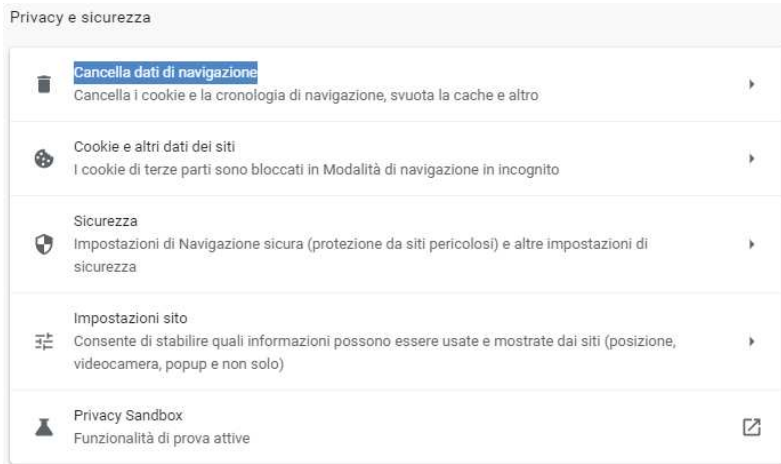 Privacy e sicurezza
Cancella dati di navigazione
Cancella i cookie e la cronologia di navigazione, svuota la cache e altro
Cookie e altri dati dei siti
I cookie di terze parti sono bloccati in Modalità di navigazione in incognito
Sicurezza
Impostazioni di Navigazione sicura (protezione da siti pericolosi) e altre impostazioni di
sicurezza
Impostazioni sito
Consente di stabilire quali informazioni possono essere usate e mostrate dai siti (posizione,
videocamera, popup e non solo)
Privacy Sandbox
Funzionalità di prova attive